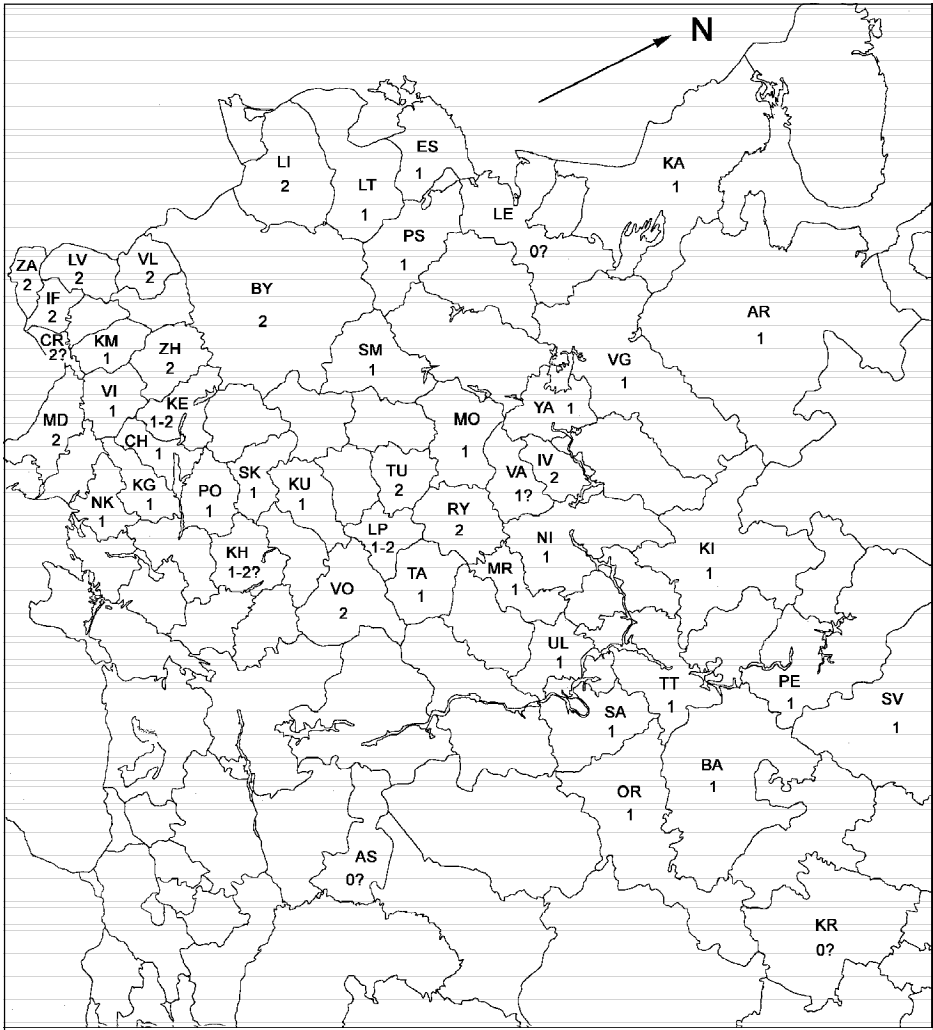 N
ES
1
LI
2
KA
1
LT
1
LE
0?
PS
1
ZA
2
LV
2
VL
2
BY
2
IF
2
AR
1
CR
2?
KM
1
ZH
2
SM
1
VG
1
VI
1
KE
1-2
YA 1
MD
2
CH
1
MO
1
IV
2
VA
1?
KG
1
NK
1
PO
1
SK
1
KU
1
TU
2
RY
2
LP
1-2
NI
1
KH
1-2?
KI
1
VO
2
TA
1
MR
1
UL
1
TT
1
PE
1
SV
1
SA
1
BA
1
OR
1
AS
0?
KR
0?